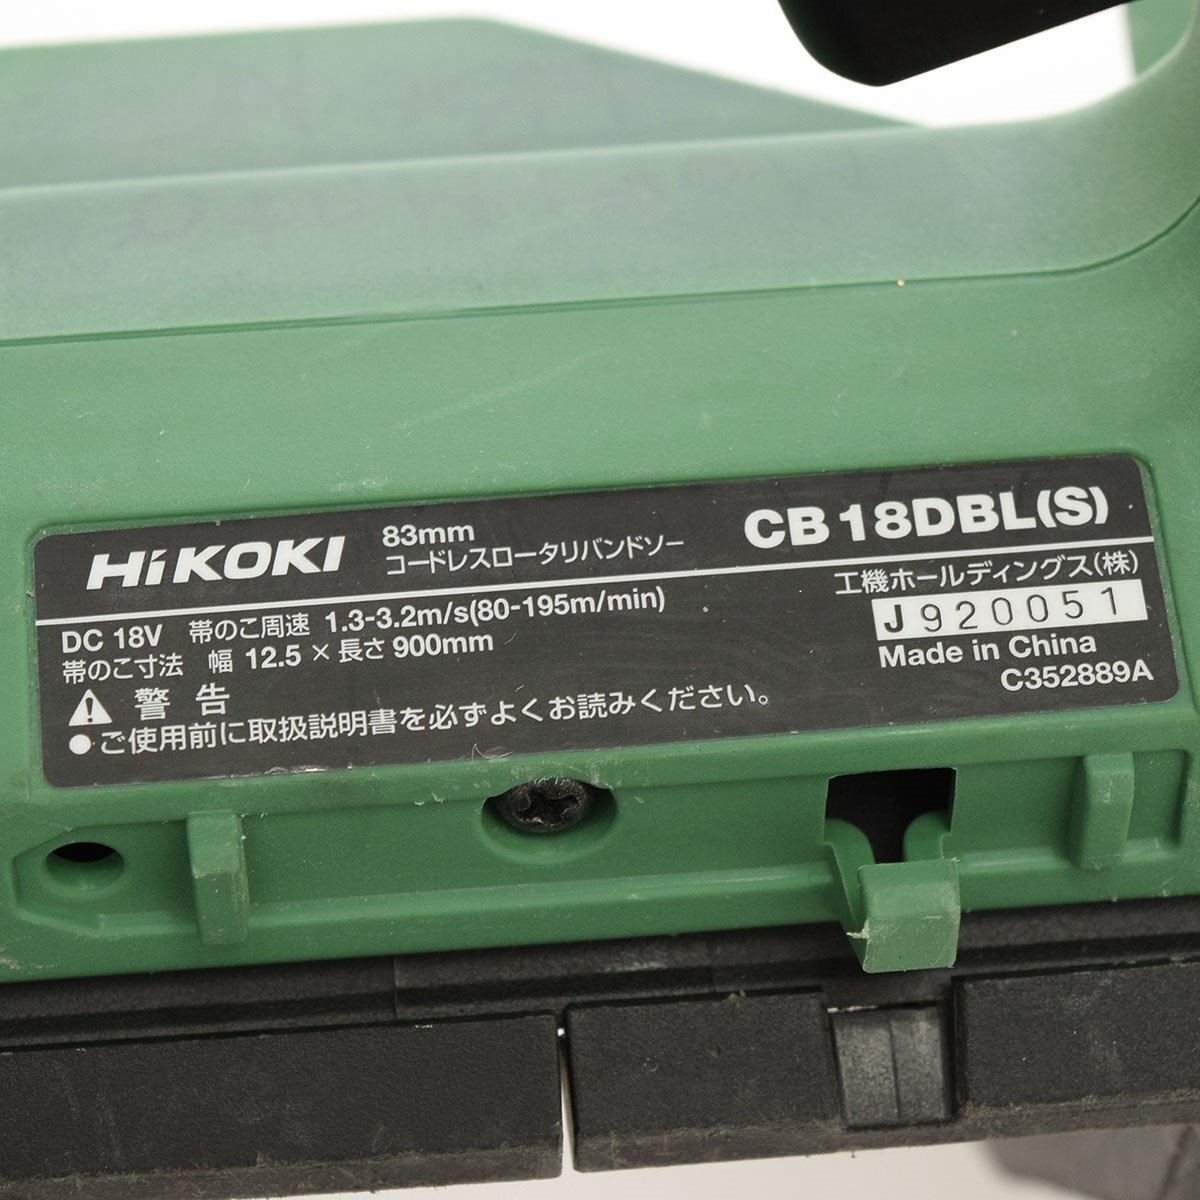 HiKOKI 83mm
コードレスロータリバンドソー
CB 18DBL(S)
DC 18V 帯のこ周速 1.3-3.2m/s(80-195m/min)
帯のこ寸法 幅 12.5 × 長さ 900mm
⚠ 警告
●ご使用前に取扱説明書を必ずよくお読みください。
工機ホールディングス(株)
J920051
Made in China
C352889A